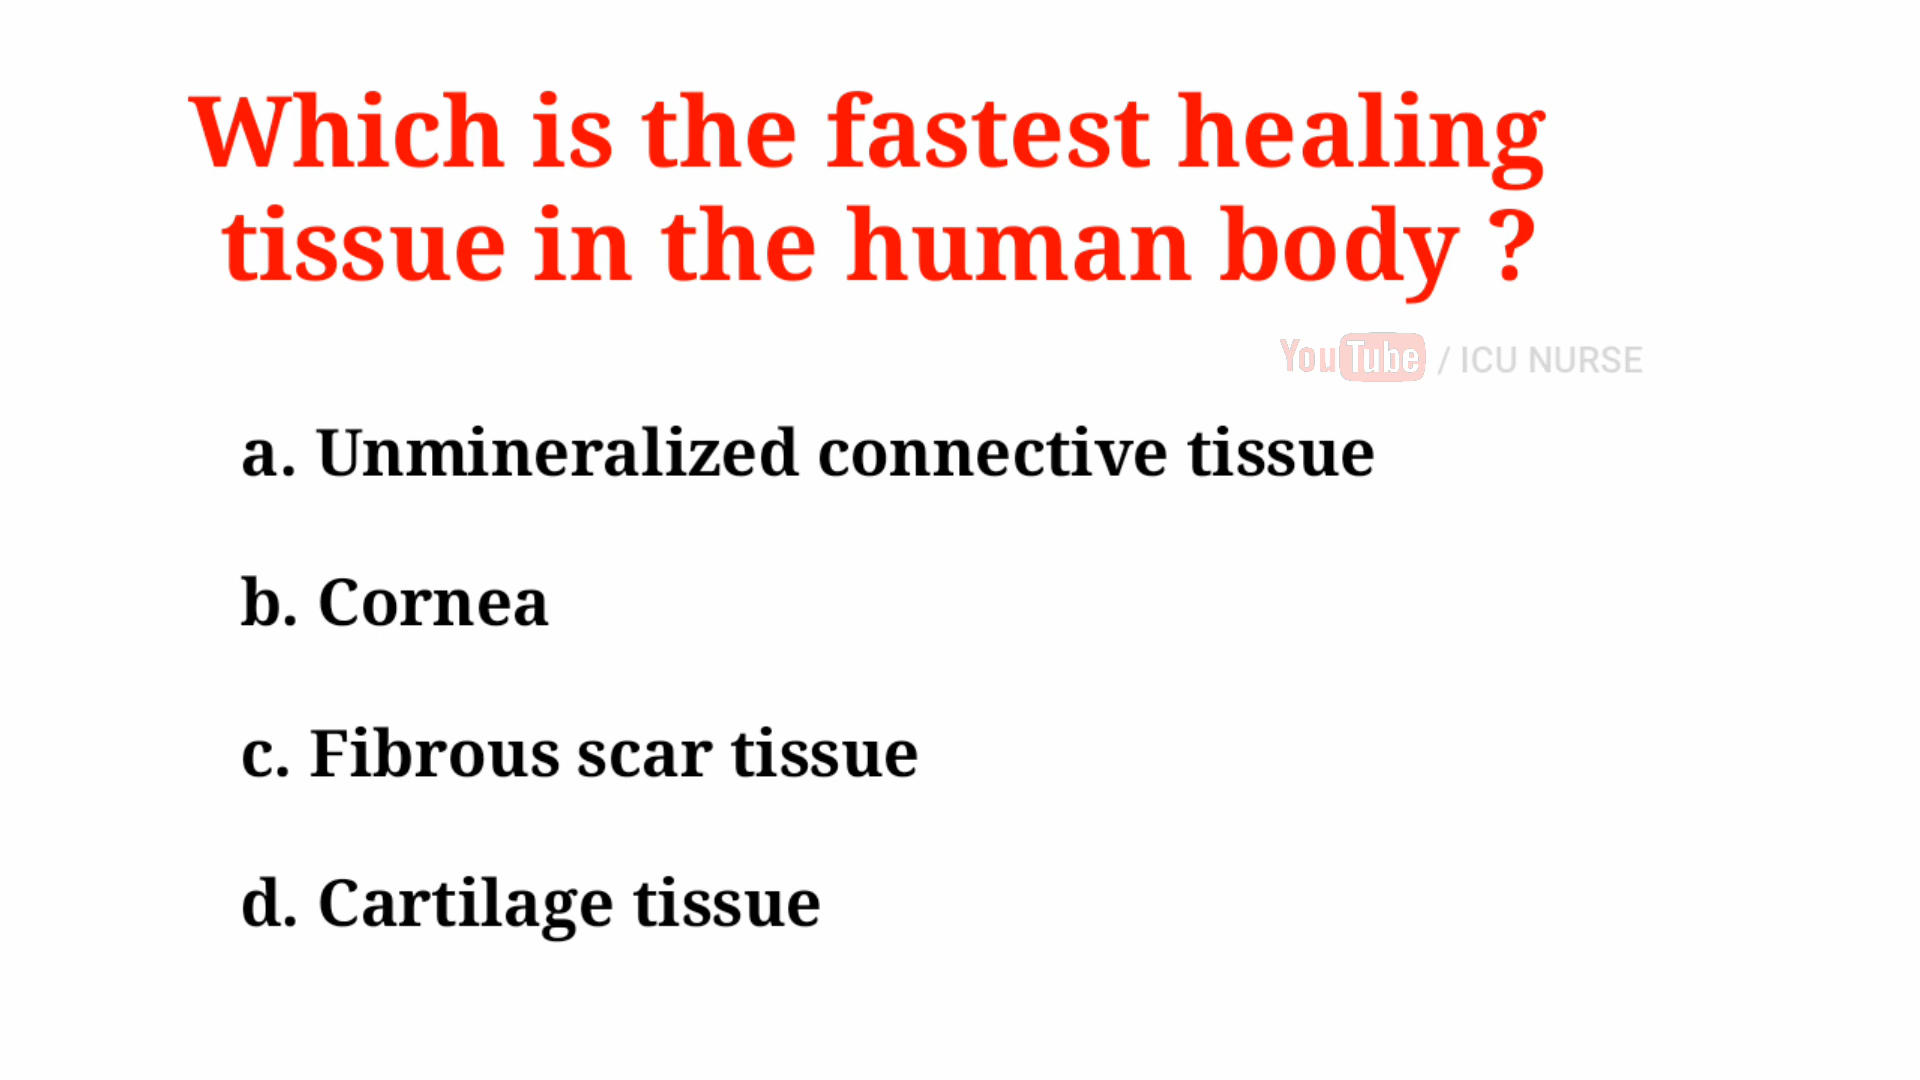 Which is the fastest healing
tissue in the human body ?
YouTube / ICU NURSE
a. Unmineralized connective tissue
b. Cornea
c. Fibrous scar tissue
d. Cartilage tissue